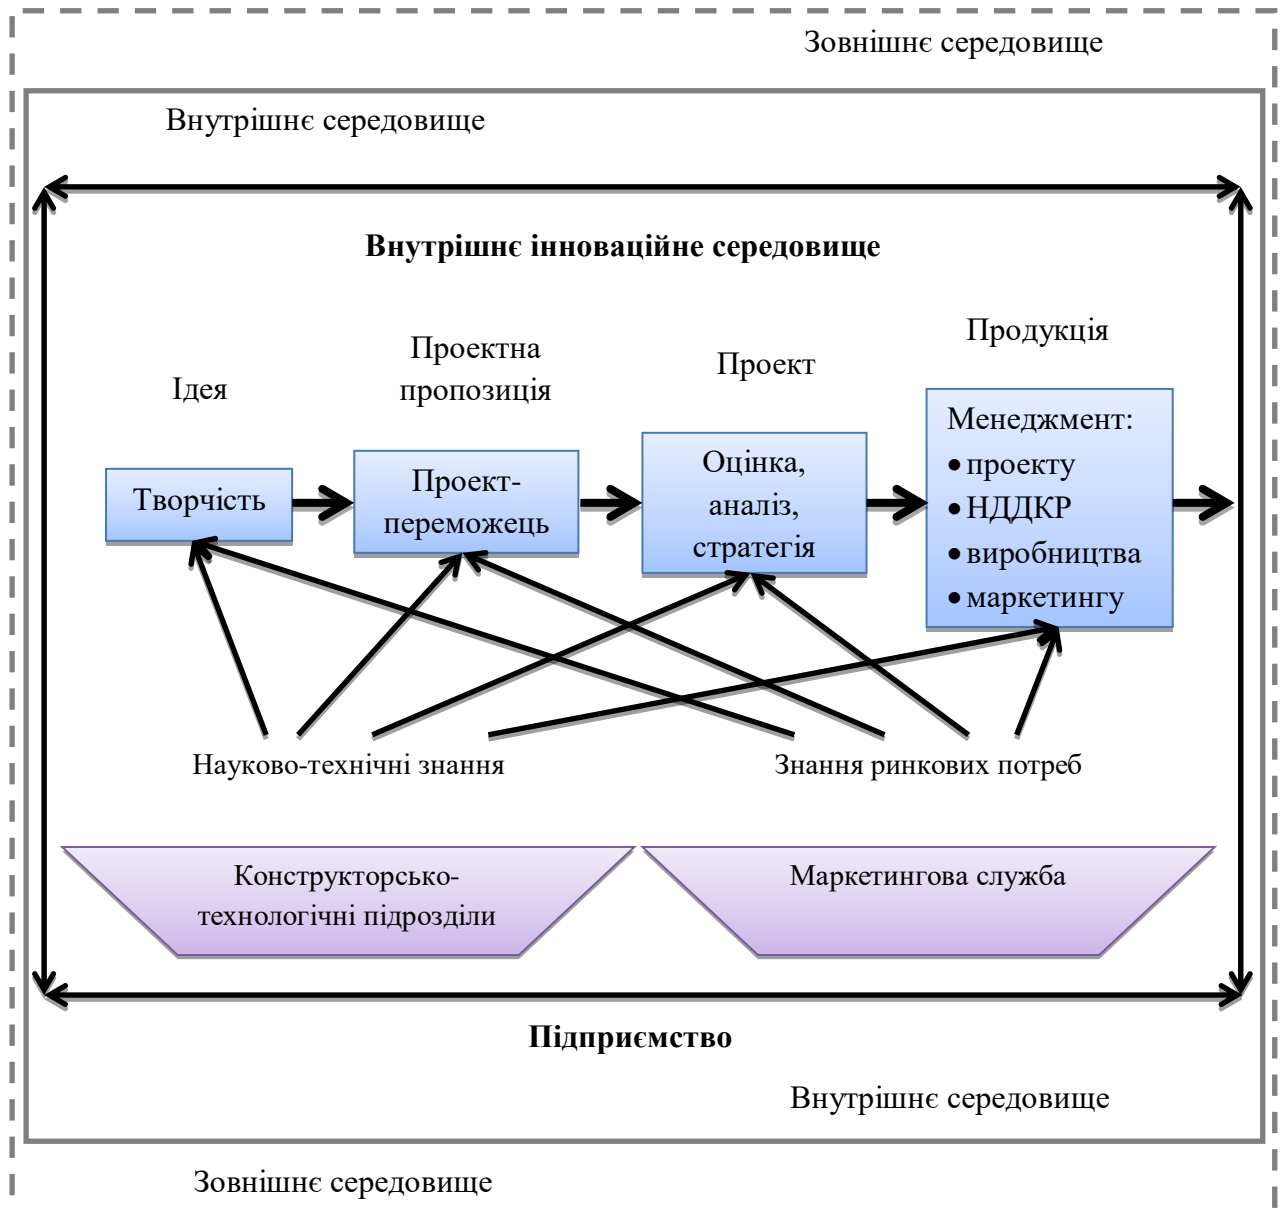 Зовнішнє середовище
Внутрішнє середовище
Внутрішнє інноваційне середовище
Ідея
Проектна
пропозиція
Проект
Продукція
Творчість
Проект-
переможець
Оцінка,
аналіз,
стратегія
Менеджмент:
•проекту
•НДДКР
•виробництва
•маркетингу
Науково-технічні знання
Знання ринкових потреб
Конструкторсько-
технологічні підрозділи
Маркетингова служба
Підприємство
Внутрішнє середовище
Зовнішнє середовище